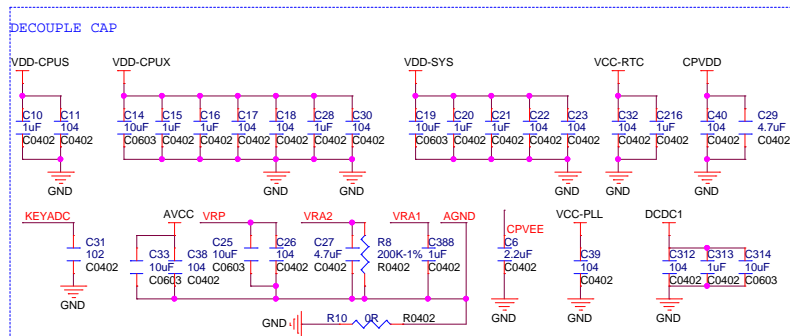 DECOUPLE CAP
VDD-CPUS
VDD-CPUX
VDD-SYS
VCC-RTC
CPVDD
C10
1uF
C0402
C11
104
C0402
C14
10uF
C0603
C15
1uF
C0402
C16
1uF
C0402
C17
104
C0402
C18
104
C0402
C28
1uF
C0402
C30
104
C0402
C19
10uF
C0603
C20
1uF
C0402
C21
1uF
C0402
C22
104
C0402
C23
104
C0402
C32
104
C0402
C216
1uF
C0402
C40
104
C0402
C29
4.7uF
C0402
GND
GND
GND
GND
GND
GND
KEYADC
AVCC
VRP
VRA2
VRA1
AGND
CPVEE
VCC-PLL
DCDC1
C31
102
C0402
C33
10uF
C0603
C38
104
C0402
C25
10uF
C0603
C26
104
C0402
C27
4.7uF
C0402
R8
200K-1%
R0402
C388
1uF
C0402
C6
2.2uF
C0402
C39
104
C0402
C312
104
C0402
C313
1uF
C0402
C314
10uF
C0603
GND
GND
GND
GND
GND
R10
0R
R0402